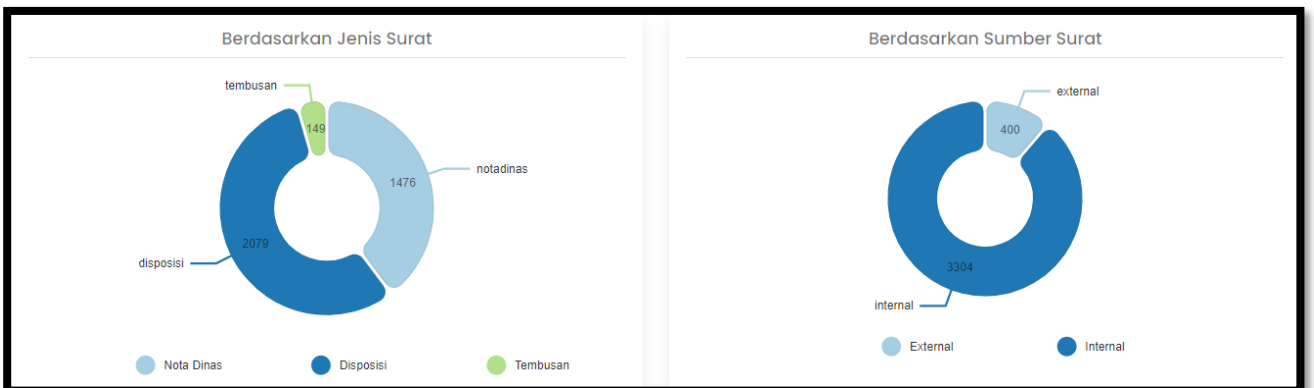 Berdasarkan Jenis Surat
tembusan
149
notadinas
1476
2079
disposisi
Nota Dinas
Disposisi
Tembusan
Berdasarkan Sumber Surat
external
400
3304
internal
External
Internal